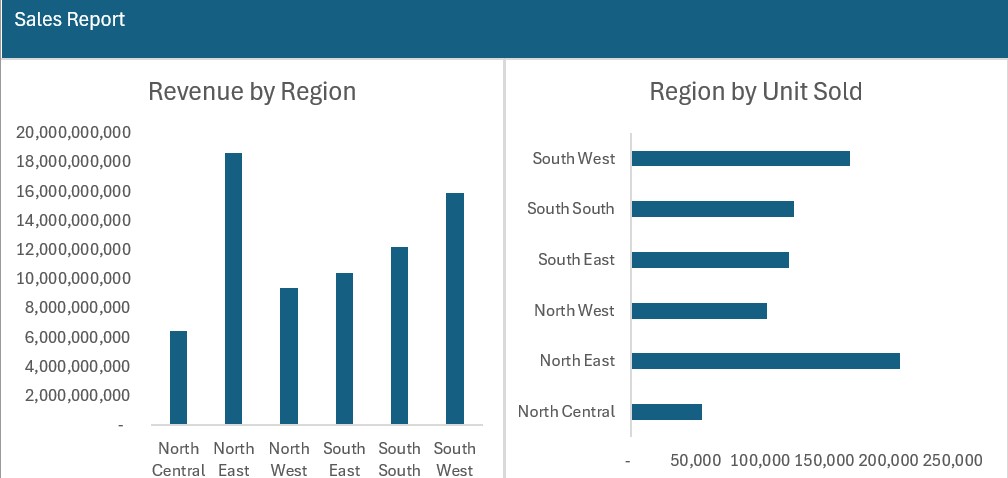 Sales Report
Revenue by Region
20,000,000,000
18,000,000,000
16,000,000,000
14,000,000,000
12,000,000,000
10,000,000,000
8,000,000,000
6,000,000,000
4,000,000,000
2,000,000,000
-
North North North South South South
Central East West East South West
Region by Unit Sold
South West
South South
South East
North West
North East
North Central
- 50,000 100,000 150,000 200,000 250,000